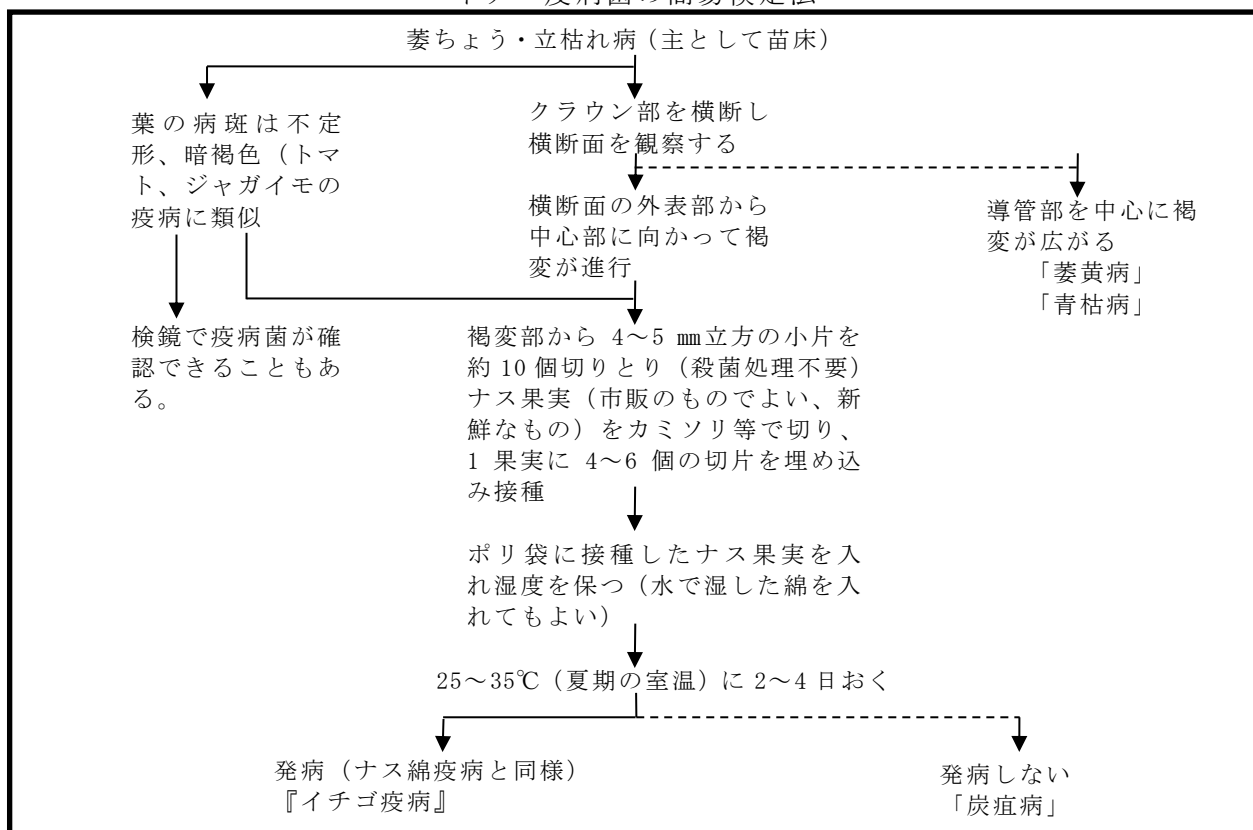 イチゴ疫病菌の簡易検定法
萎ちょう・立枯れ病（主として苗床）
葉の病斑は不定
形、暗褐色（トマ
ト、ジャガイモの
疫病に類似
クラウン部を横断し
横断面を観察する
横断面の外表部から
中心部に向かって褐
変が進行
導管部を中心に褐
変が広がる
「萎黄病」
「青枯病」
検鏡で疫病菌が確
認できることもあ
る。
褐変部から 4～5 ㎜立方の小片を
約 10 個切りとり（殺菌処理不要）
ナス果実（市販のものでよい、新
鮮なもの）をカミソリ等で切り、
1 果実に 4～6 個の切片を埋め込
み接種
ポリ袋に接種したナス果実を入
れ湿度を保つ（水で湿した綿を入
れてもよい）
25～35℃（夏期の室温）に 2～4 日おく
発病（ナス綿疫病と同様）
『イチゴ疫病』
発病しない
「炭疽病」